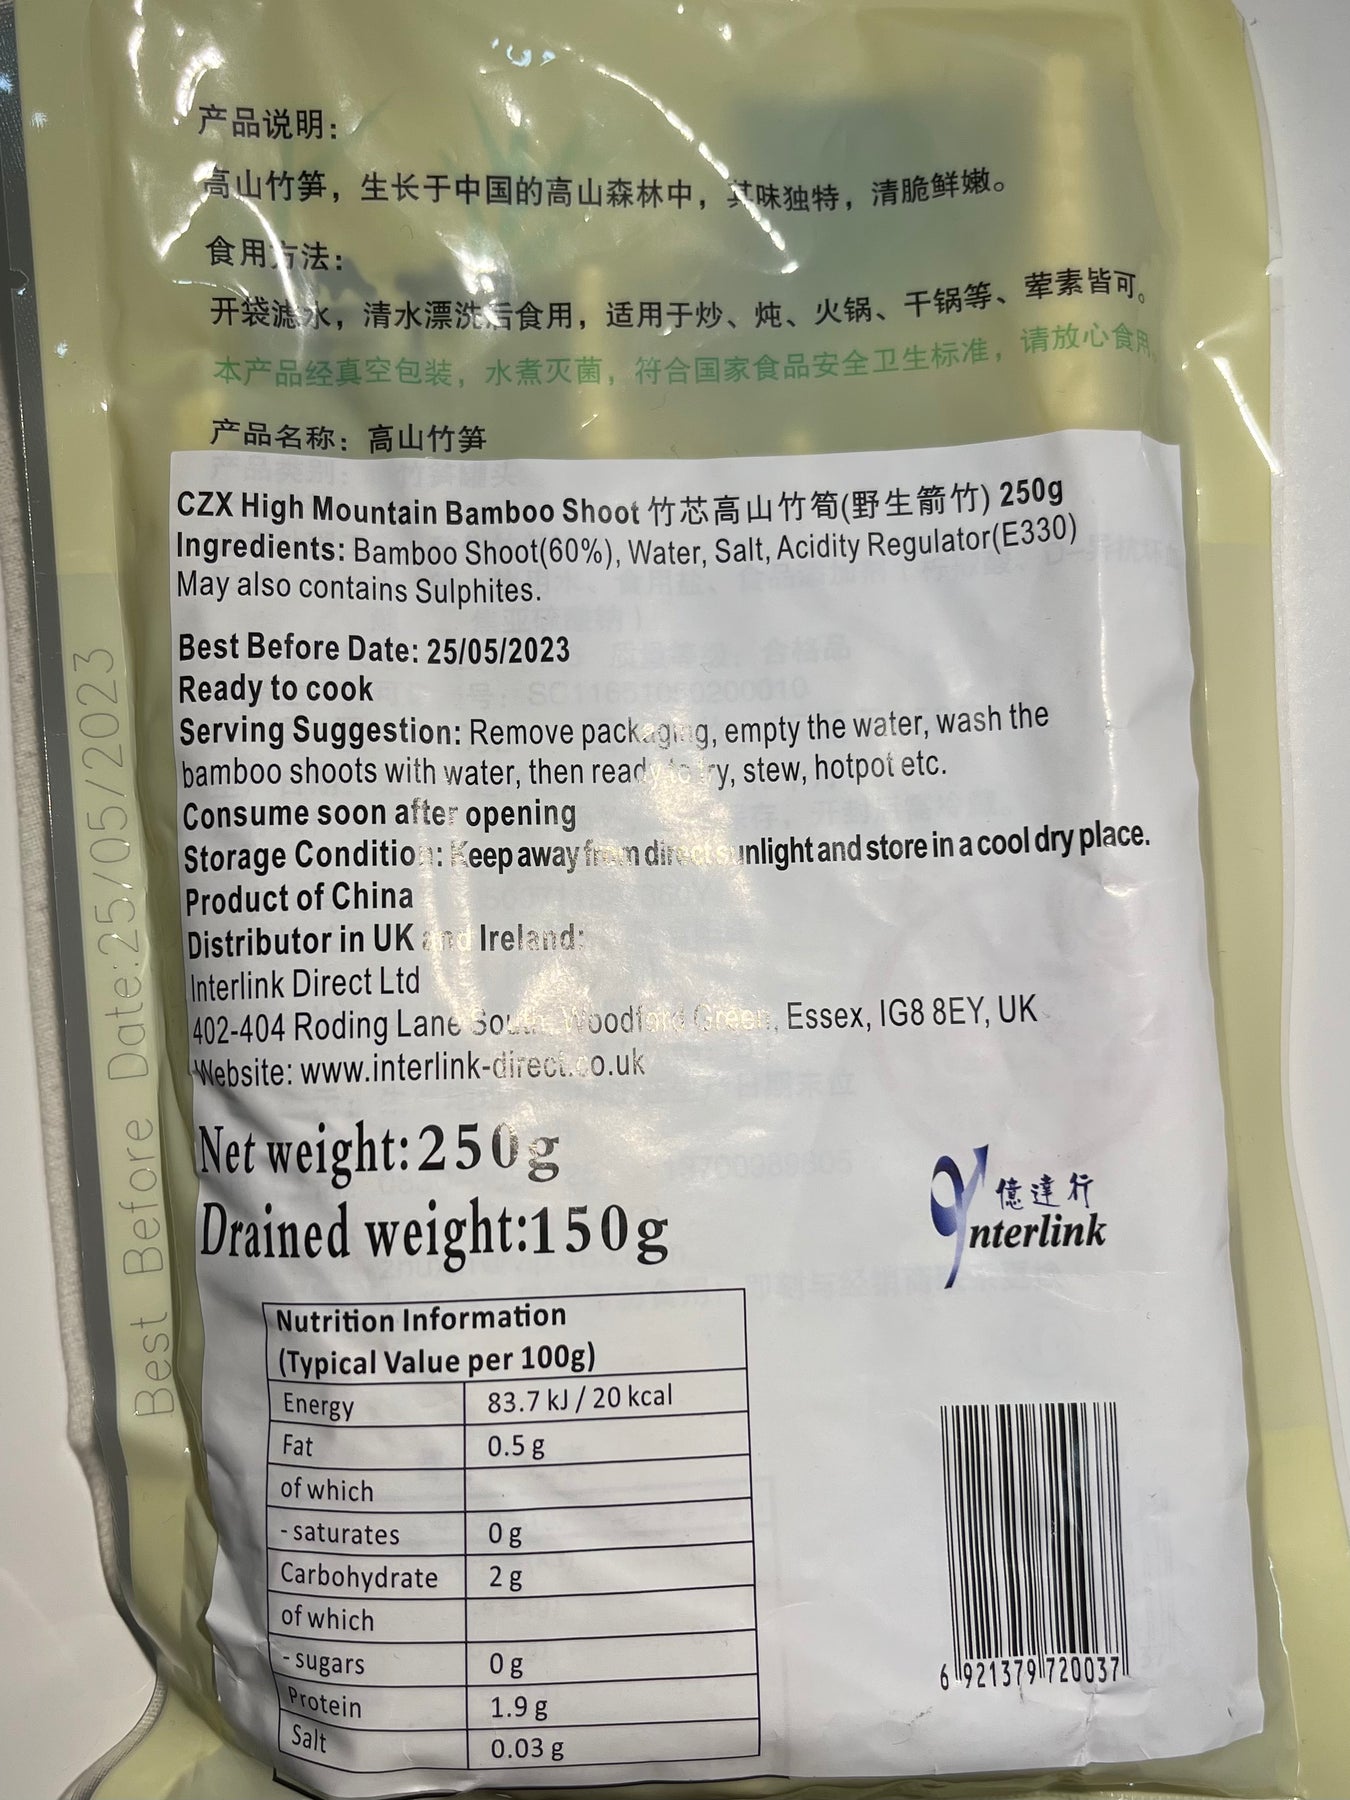 产品说明：
高山竹笋，生长于中国的高山森林中，其味独特，清脆鲜嫩。
食用方法：
开袋滤水，清水漂洗后食用，适用于炒、炖、火锅、干锅等、荤素皆可。
本产品经真空包装，水煮灭菌，符合国家食品安全卫生标准，请放心食用
产品名称：高山竹笋
CZX High Mountain Bamboo Shoot 竹芯高山竹筍(野生箭竹) 250g
Ingredients: Bamboo Shoot(60%), Water, Salt, Acidity Regulator(E330)
May also contains Sulphites.
Best Before Date: 25/05/2023
Ready to cook
Serving Suggestion: Remove packaging, empty the water, wash the
bamboo shoots with water, then ready to fry, stew, hotpot etc.
Consume soon after opening
Storage Condition: Keep away from direct sunlight and store in a cool dry place.
Product of China
Distributor in UK and Ireland:
Interlink Direct Ltd
402-404 Roding Lane South, Woodford Green, Essex, IG8 8EY, UK
Website: www.interlink-direct.co.uk
Net weight:250g
Drained weight:150g
億達行
Interlink
Nutrition Information
(Typical Value per 100g)
Energy 83.7 kJ / 20 kcal
Fat 0.5 g
of which
- saturates 0 g
Carbohydrate 2 g
of which
- sugars 0 g
Protein 1.9 g
Salt 0.03 g
6 921379 720037
Best Before Date:25/05/2023